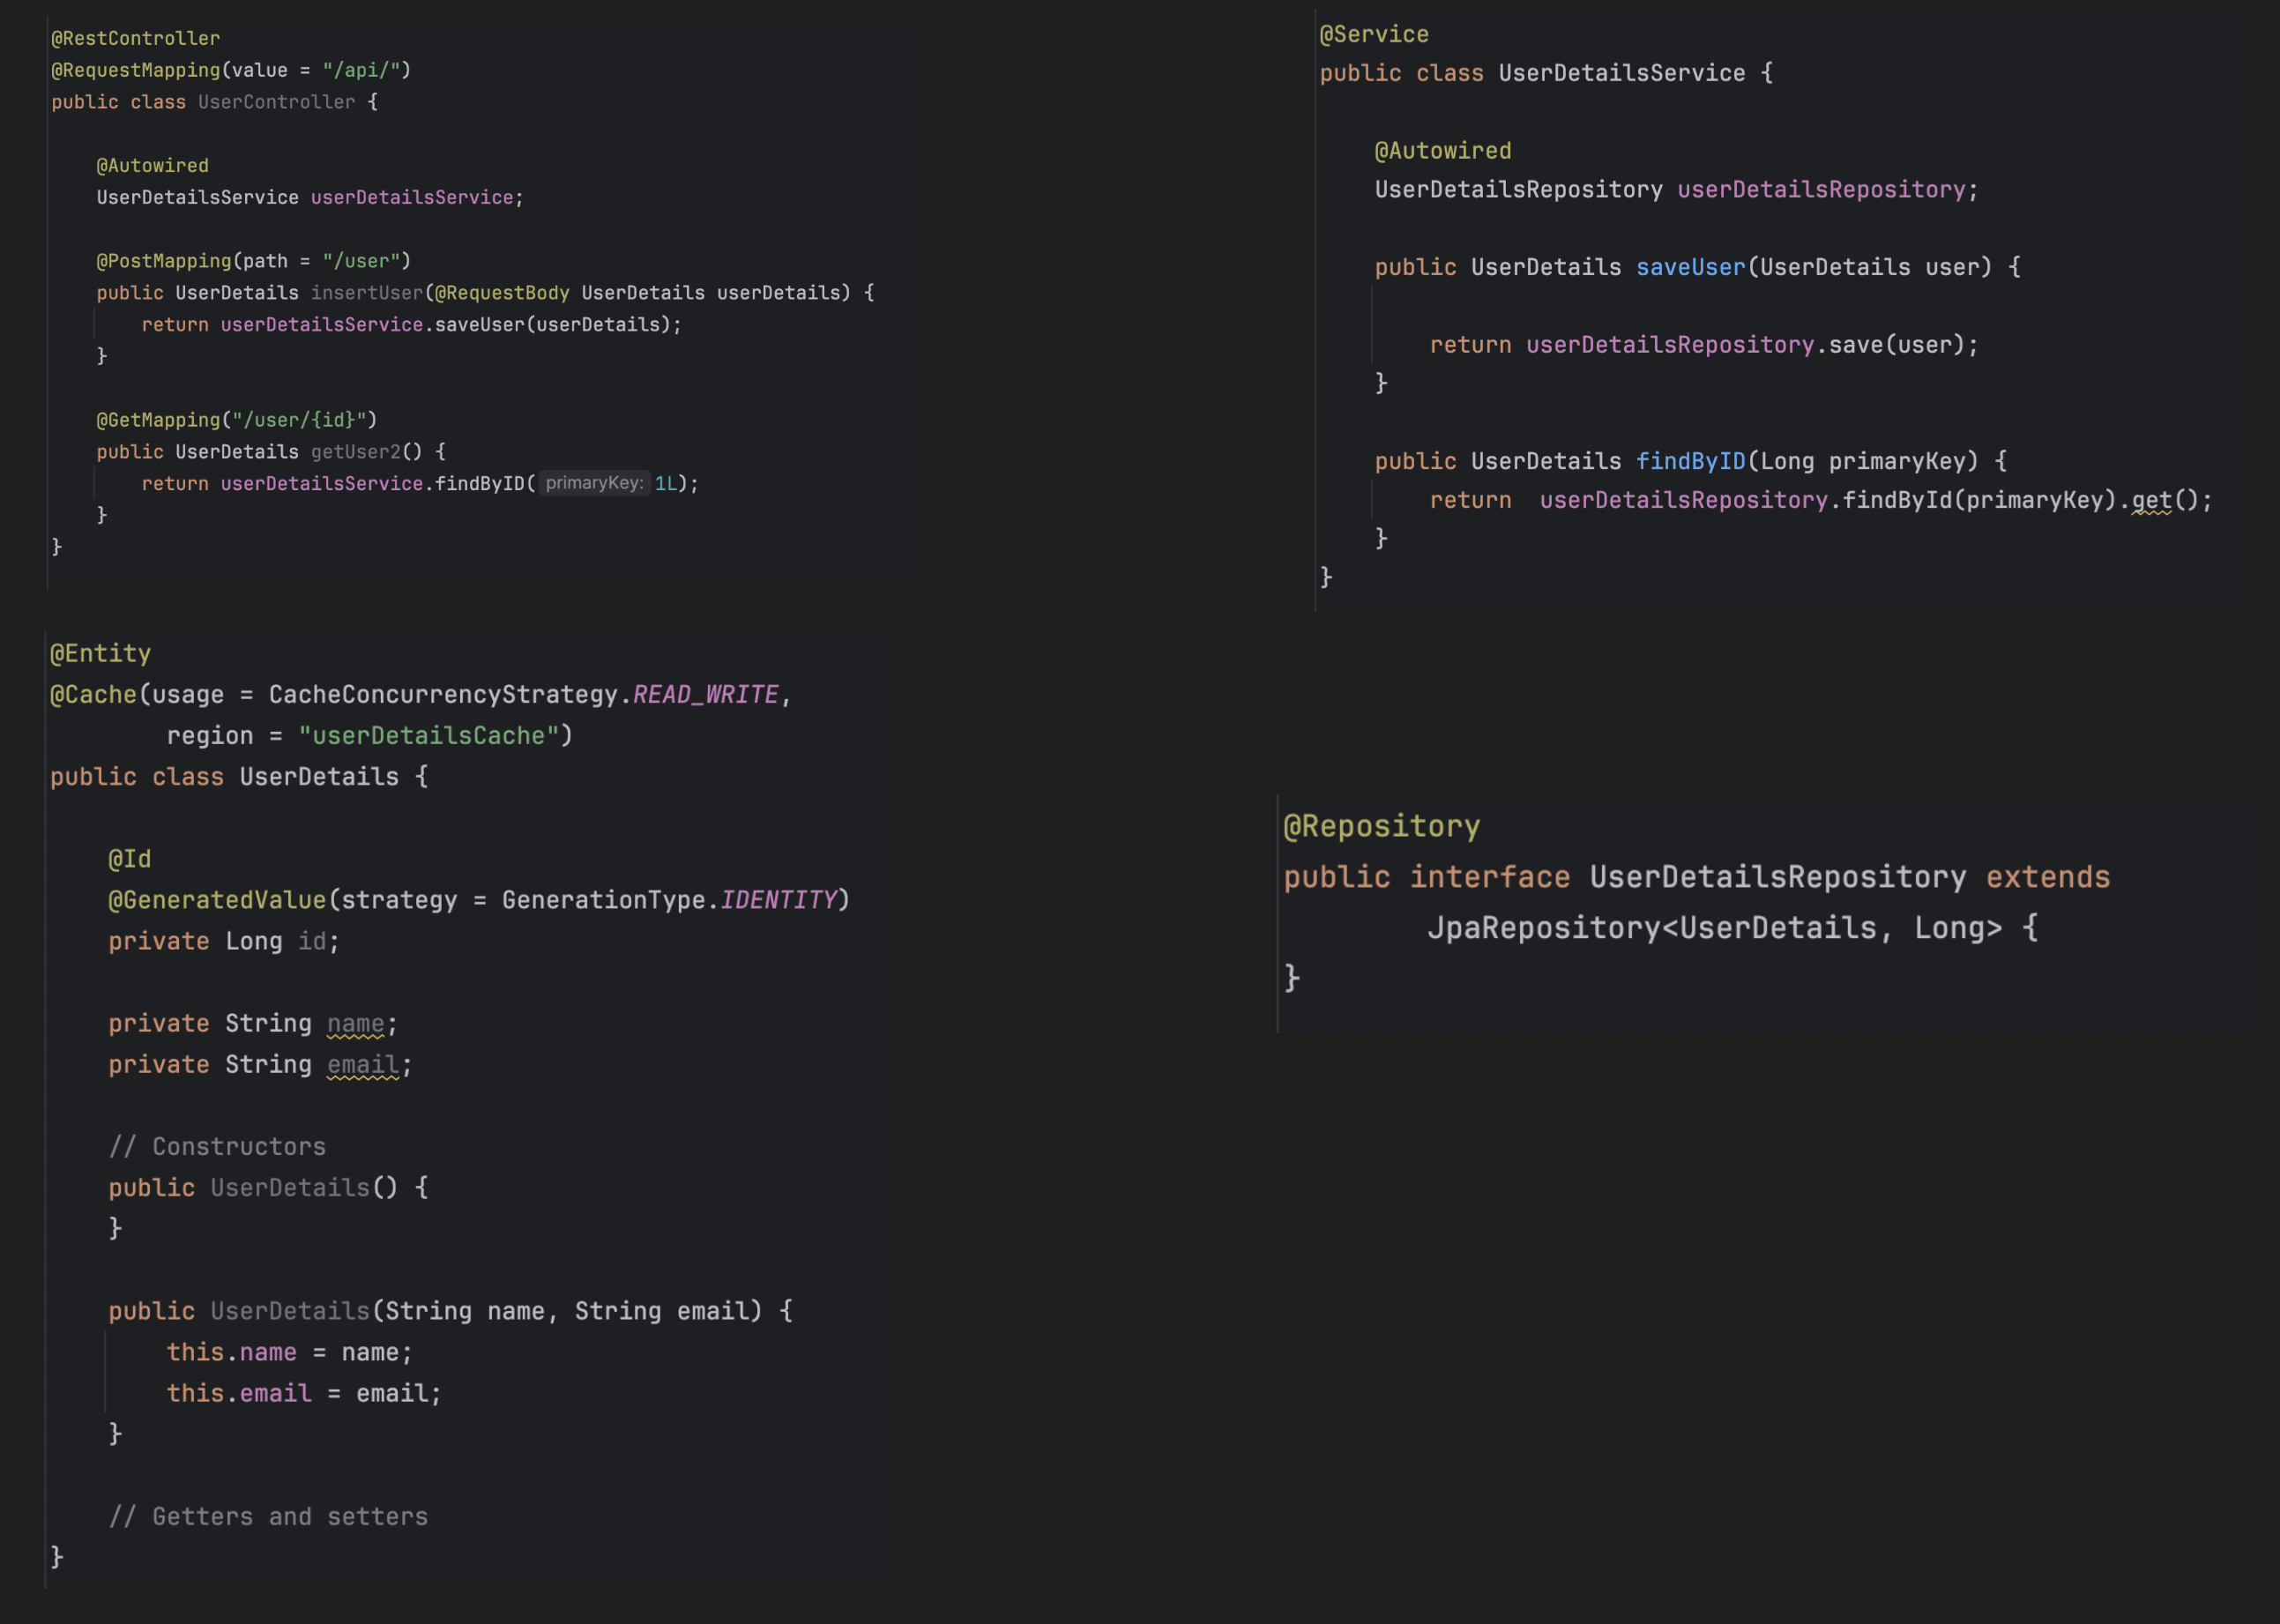 @RestController
@RequestMapping(value = "/api/")
public class UserController {
@Autowired
UserDetailsService userDetailsService;
@PostMapping(path = "/user")
public UserDetails insertUser(@RequestBody UserDetails userDetails) {
return userDetailsService.saveUser(userDetails);
}
@GetMapping("/user/{id}")
public UserDetails getUser2() {
return userDetailsService.findByID( primaryKey: 1L);
}
}
@Service
public class UserDetailsService {
@Autowired
UserDetailsRepository userDetailsRepository;
public UserDetails saveUser(UserDetails user) {
return userDetailsRepository.save(user);
}
public UserDetails findByID(Long primaryKey) {
return  userDetailsRepository.findById(primaryKey).get();
}
}
@Entity
@Cache(usage = CacheConcurrencyStrategy.READ_WRITE,
region = "userDetailsCache")
public class UserDetails {
@Id
@GeneratedValue(strategy = GenerationType.IDENTITY)
private Long id;
private String name;
private String email;
// Constructors
public UserDetails() {
}
public UserDetails(String name, String email) {
this.name = name;
this.email = email;
}
// Getters and setters
}
@Repository
public interface UserDetailsRepository extends
JpaRepository<UserDetails, Long> {
}